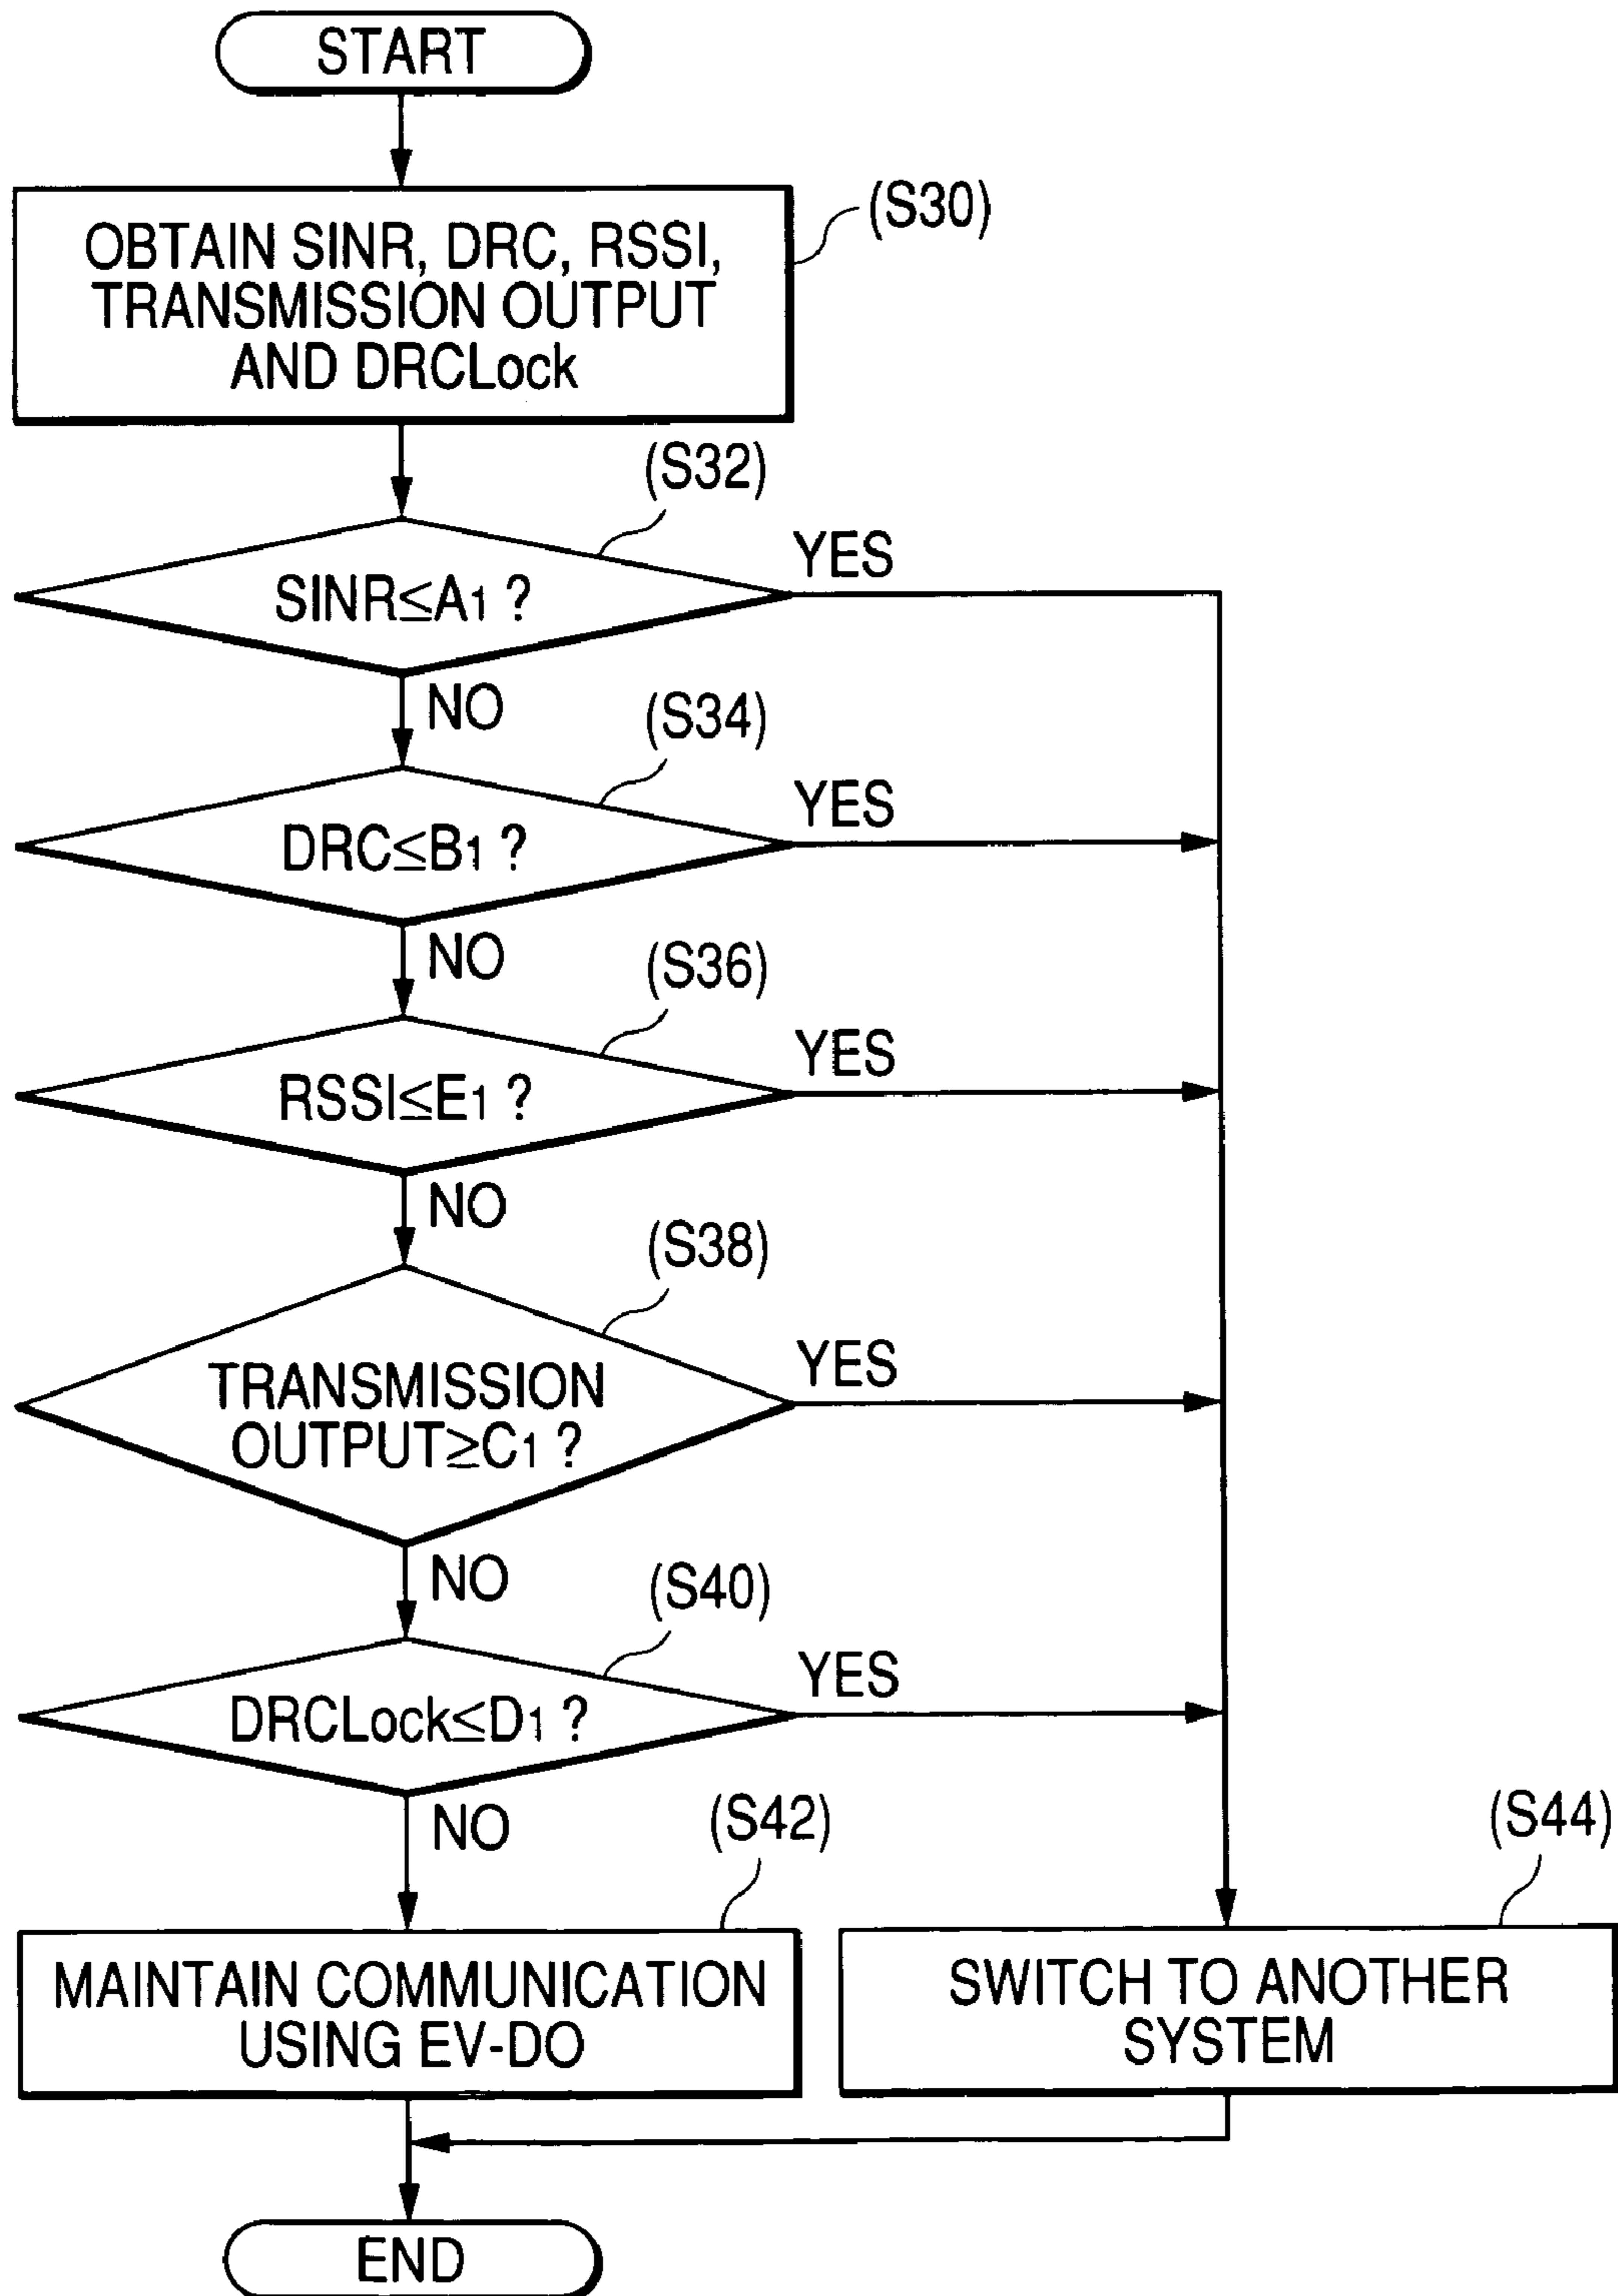 START
(S30)
OBTAIN SINR, DRC, RSSI,
TRANSMISSION OUTPUT
AND DRCLock
(S32)
SINR≤A1 ?
YES
NO
(S34)
DRC≤B1 ?
YES
NO
(S36)
RSSI≤E1 ?
YES
NO
(S38)
TRANSMISSION
OUTPUT≥C1 ?
YES
NO
(S40)
DRCLock≤D1 ?
YES
NO
(S42)
MAINTAIN COMMUNICATION
USING EV-DO
(S44)
SWITCH TO ANOTHER
SYSTEM
END